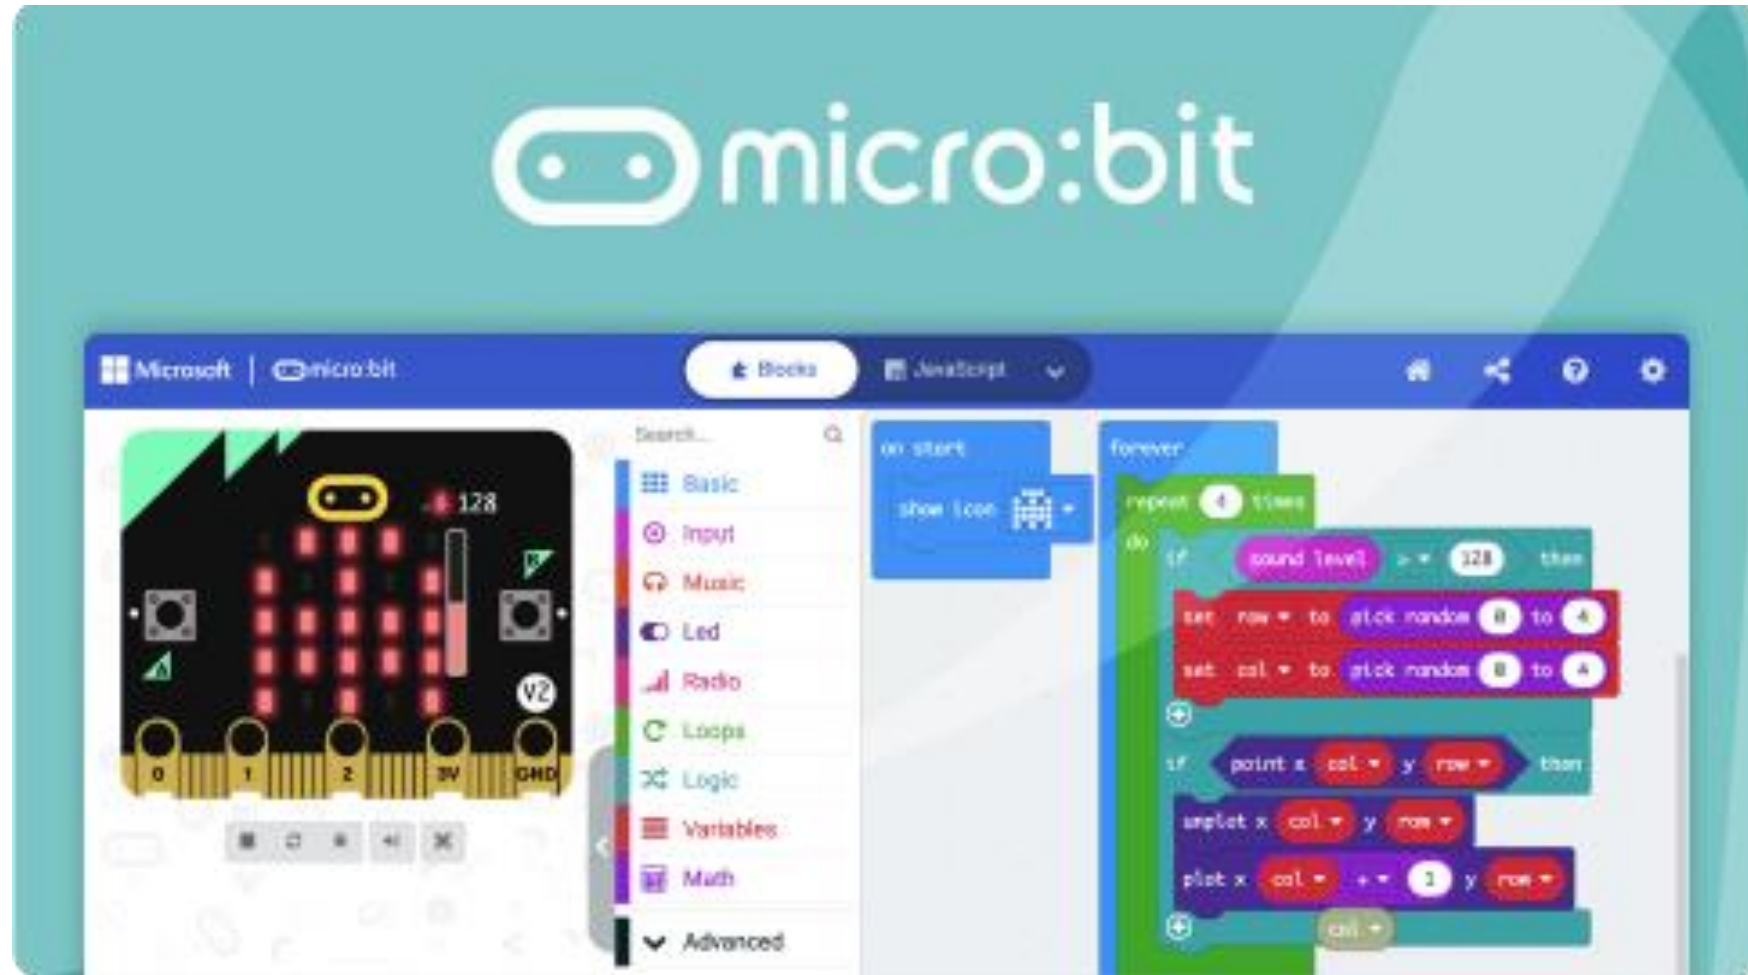 micro:bit
Microsoft | micro:bit
Blocks
JavaScript
128
0 1 2 3V GND
A
B
V2
Search...
Basic
Input
Music
Led
Radio
Loops
Logic
Variables
Math
Advanced
on start
show icon
forever
repeat 4 times
do
if sound level > 128 then
set row to pick random 0 to 4
set col to pick random 0 to 4
if point x col y row then
unplot x col y row
plot x col + 1 y row
col